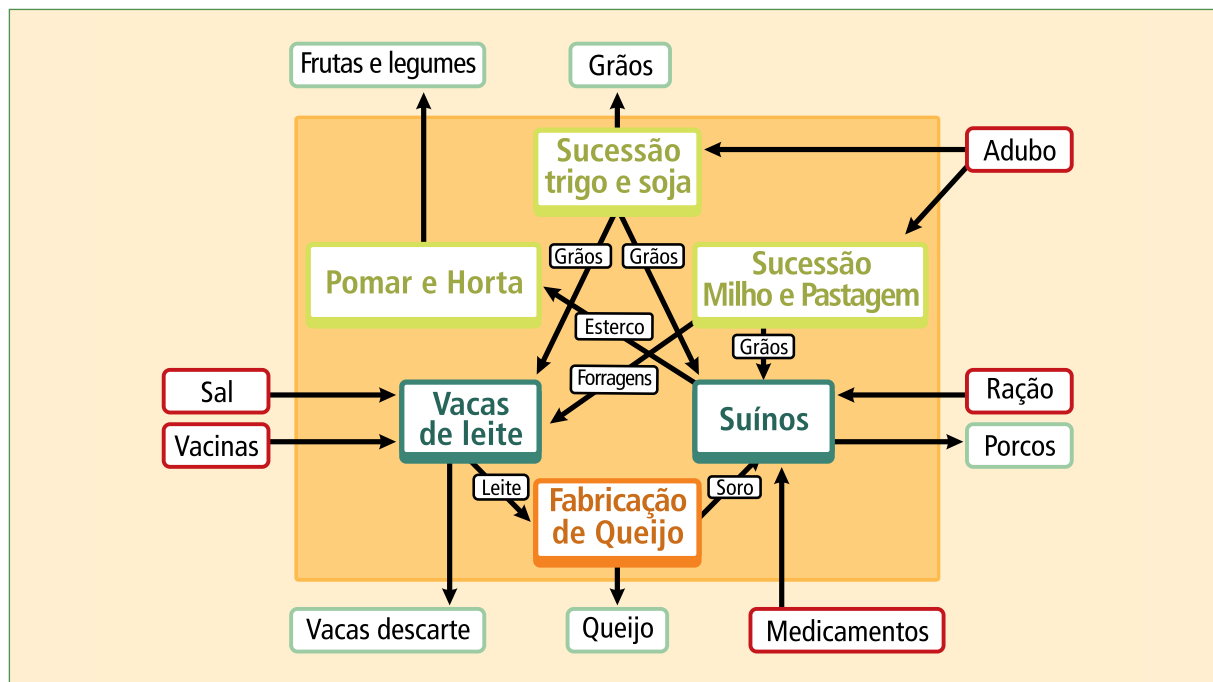 Frutas e legumes
Grãos
Sucessão
trigo e soja
Adubo
Grãos
Grãos
Pomar e Horta
Sucessão
Milho e Pastagem
Esterco
Grãos
Forragens
Sal
Vacas
de leite
Suínos
Ração
Vacinas
Porcos
Leite
Fabricação
de Queijo
Soro
Vacas descarte
Queijo
Medicamentos